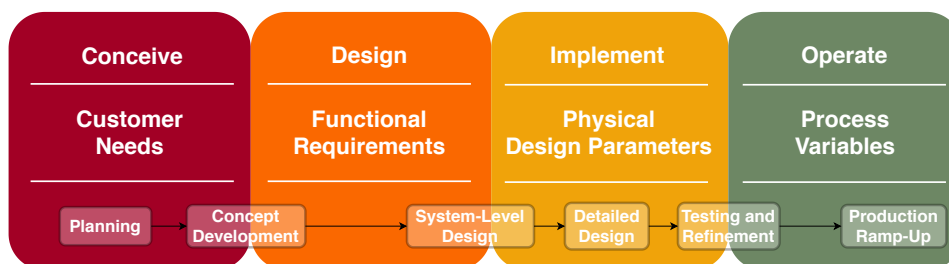 Conceive
Design
Implement
Operate
Customer
Needs
Functional
Requirements
Physical
Design Parameters
Process
Variables
Planning
Concept
Development
System-Level
Design
Detailed
Design
Testing and
Refinement
Production
Ramp-Up